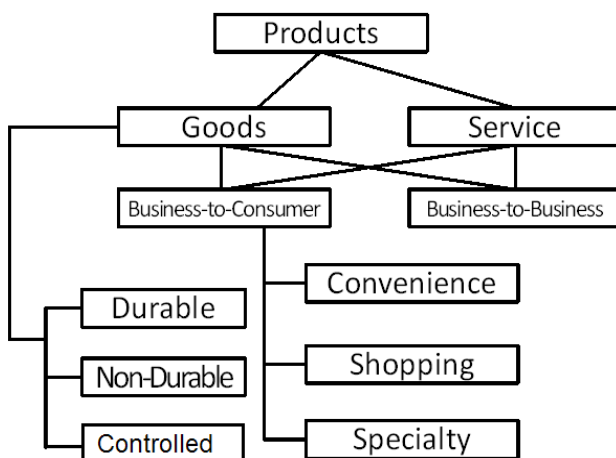 Products
Goods
Service
Business-to-Consumer
Business-to-Business
Convenience
Durable
Shopping
Non-Durable
Specialty
Controlled